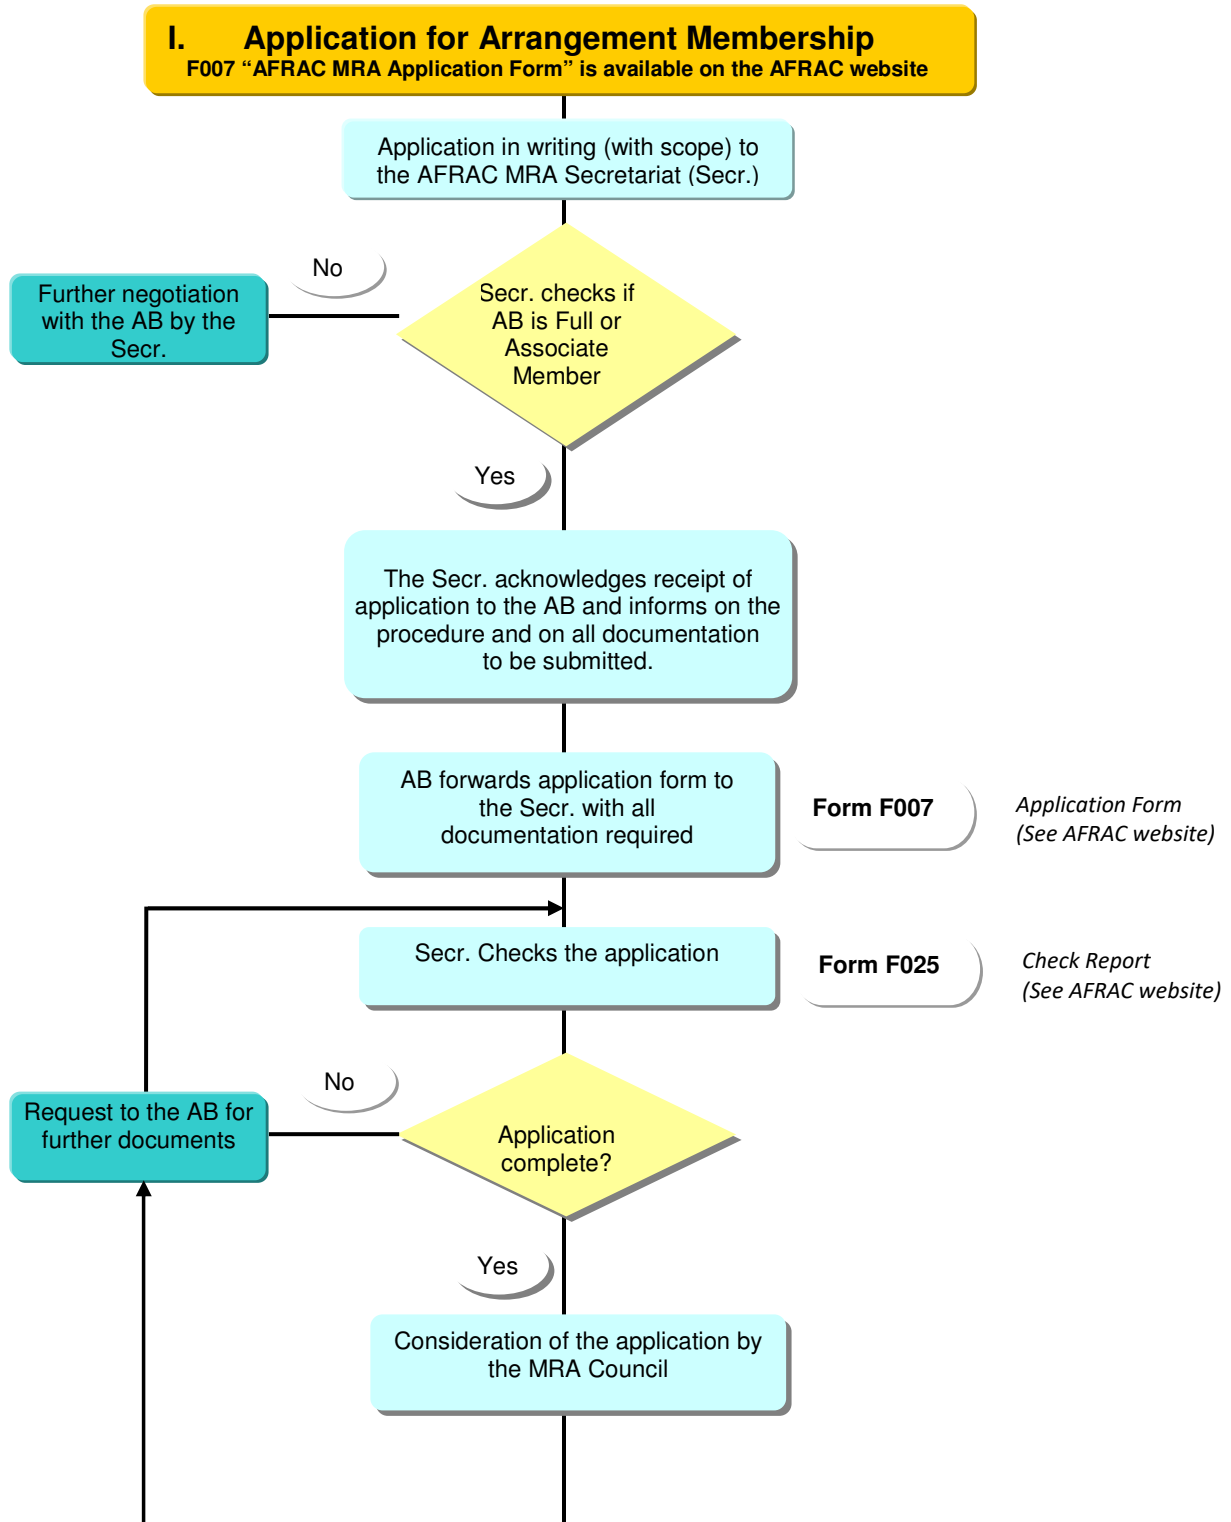 I. Application for Arrangement Membership
F007 “AFRAC MRA Application Form” is available on the AFRAC website
Application in writing (with scope) to
the AFRAC MRA Secretariat (Secr.)
No
Further negotiation
with the AB by the
Secr.
Secr. checks if
AB is Full or
Associate
Member
Yes
The Secr. acknowledges receipt of
application to the AB and informs on the
procedure and on all documentation
to be submitted.
AB forwards application form to
the Secr. with all
documentation required
Form F007
Application Form
(See AFRAC website)
Secr. Checks the application
Form F025
Check Report
(See AFRAC website)
No
Request to the AB for
further documents
Application
complete?
Yes
Consideration of the application by
the MRA Council